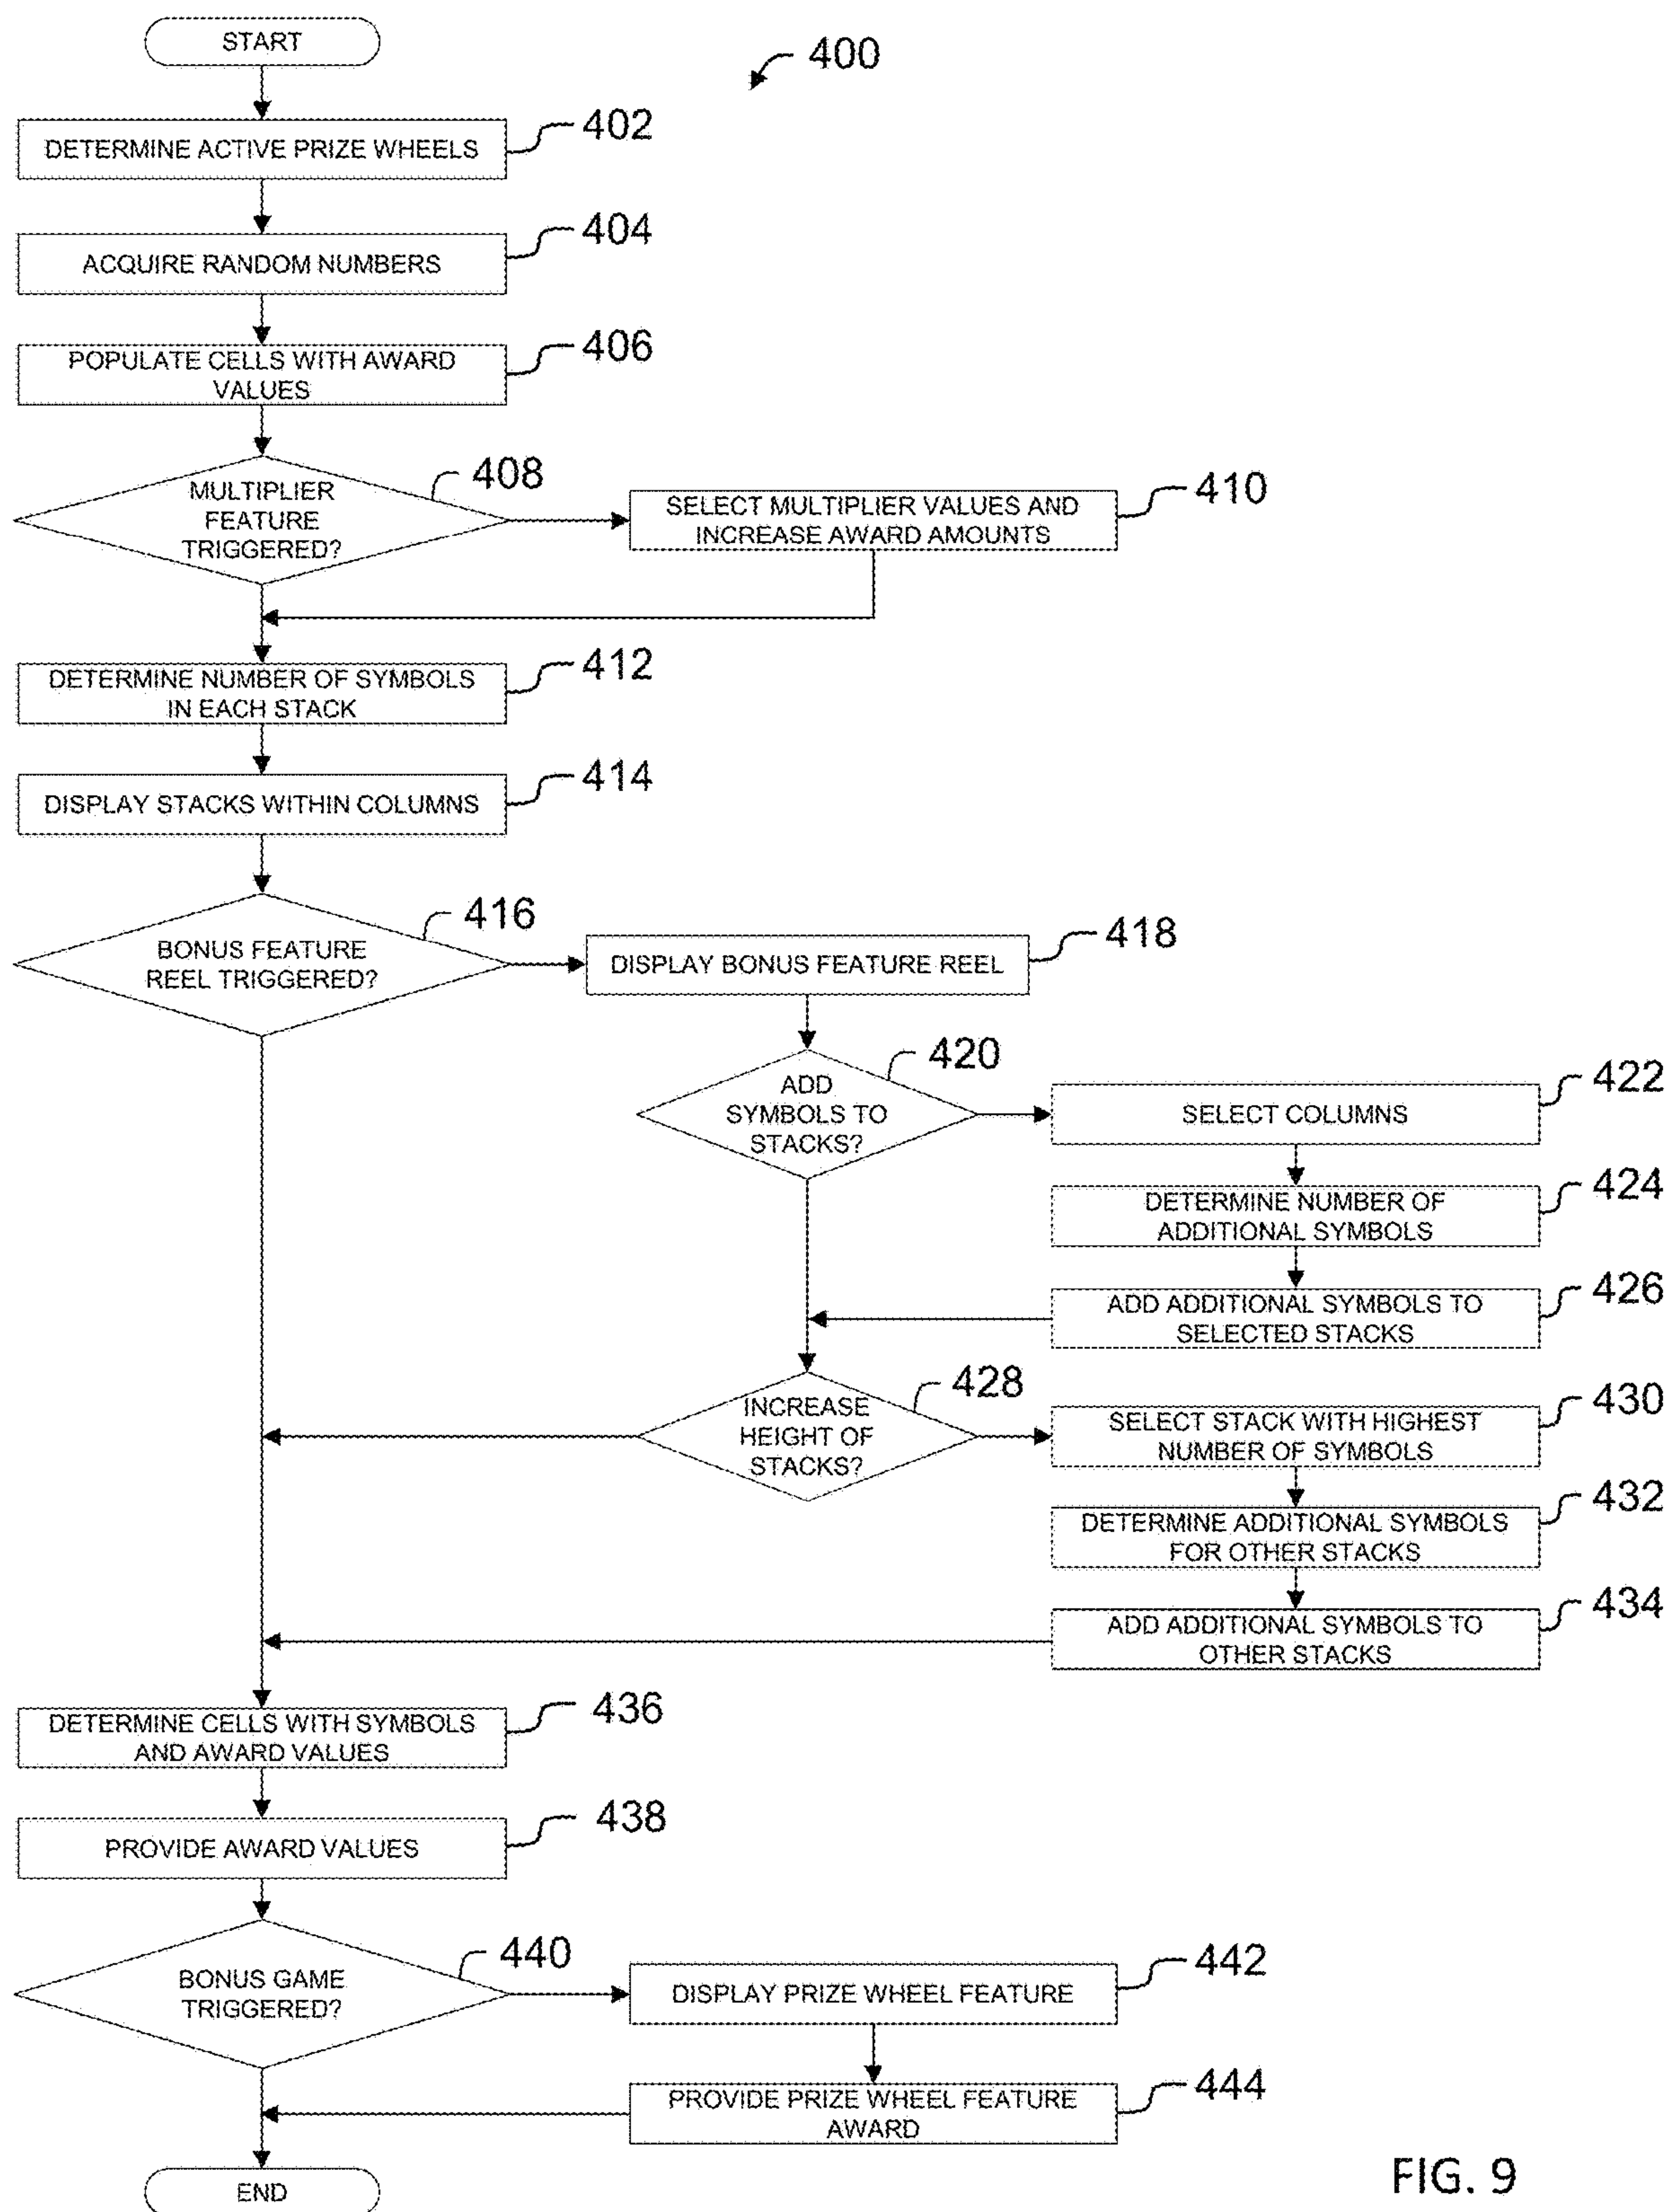 START
400
DETERMINE ACTIVE PRIZE WHEELS
402
ACQUIRE RANDOM NUMBERS
404
POPULATE CELLS WITH AWARD
VALUES
406
MULTIPLIER
FEATURE
TRIGGERED?
408
SELECT MULTIPLIER VALUES AND
INCREASE AWARD AMOUNTS
410
DETERMINE NUMBER OF SYMBOLS
IN EACH STACK
412
DISPLAY STACKS WITHIN COLUMNS
414
BONUS FEATURE
REEL TRIGGERED?
416
DISPLAY BONUS FEATURE REEL
418
ADD
SYMBOLS TO
STACKS?
420
SELECT COLUMNS
422
DETERMINE NUMBER OF
ADDITIONAL SYMBOLS
424
ADD ADDITIONAL SYMBOLS TO
SELECTED STACKS
426
INCREASE
HEIGHT OF
STACKS?
428
SELECT STACK WITH HIGHEST
NUMBER OF SYMBOLS
430
DETERMINE ADDITIONAL SYMBOLS
FOR OTHER STACKS
432
ADD ADDITIONAL SYMBOLS TO
OTHER STACKS
434
DETERMINE CELLS WITH SYMBOLS
AND AWARD VALUES
436
PROVIDE AWARD VALUES
438
BONUS GAME
TRIGGERED?
440
DISPLAY PRIZE WHEEL FEATURE
442
PROVIDE PRIZE WHEEL FEATURE
AWARD
444
END
FIG. 9